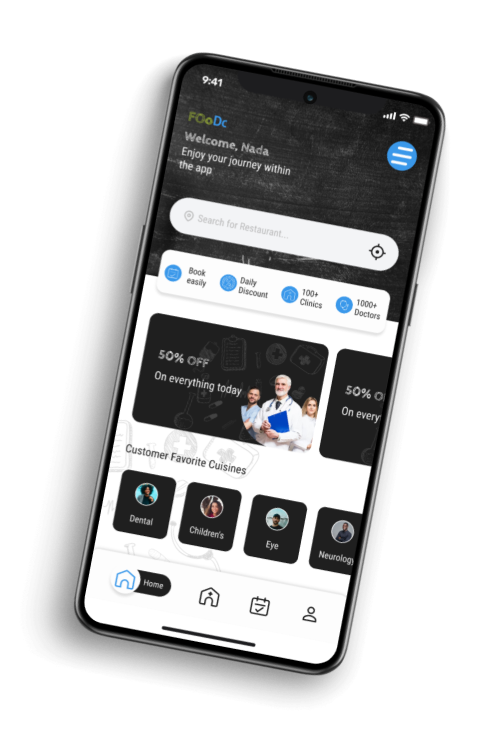 9:41
FOoDc
Welcome, Nada
Enjoy your journey within
the app
Search for Restaurant...
Book
easily
Daily
Discount
100+
Clinics
1000+
Doctors
50% OFF
On everything today
50% O
On every
Customer Favorite Cuisines
Dental
Children's
Eye
Neurology
Home